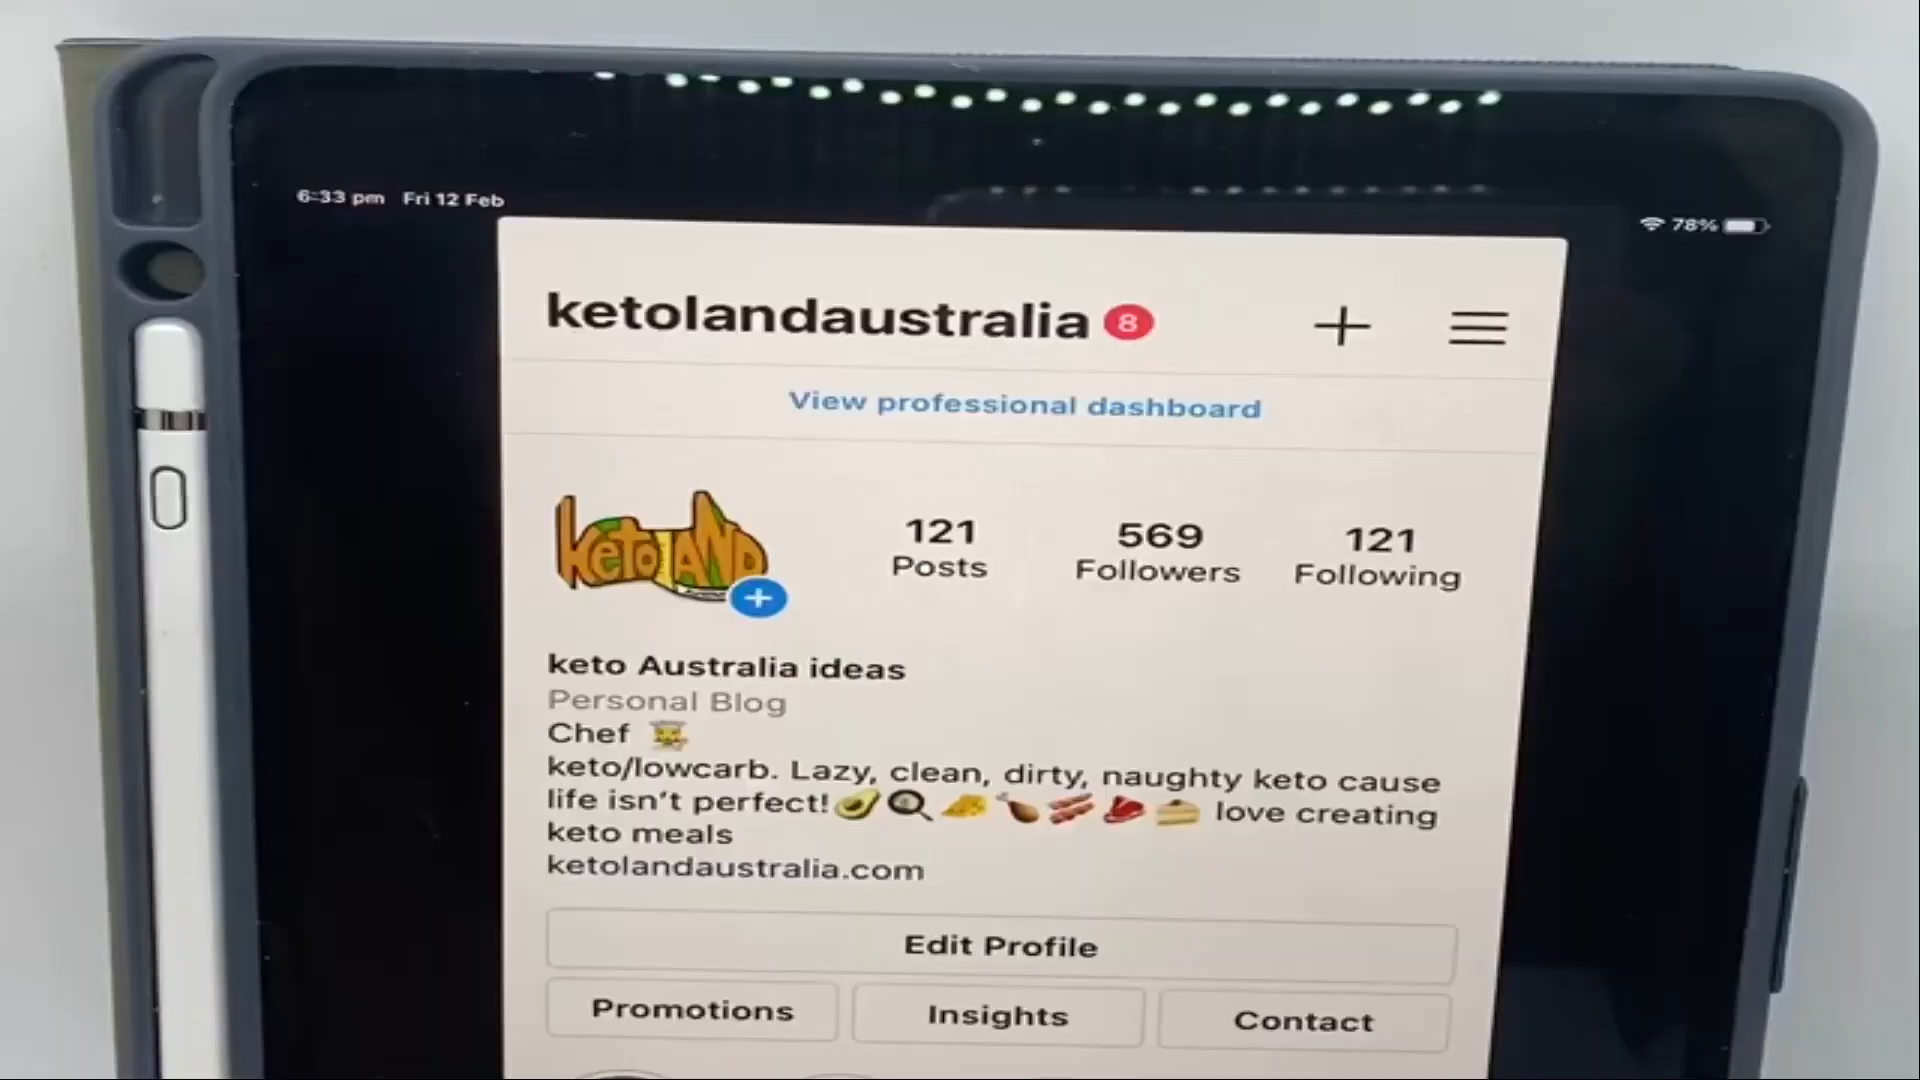 6:33 pm Fri 12 Feb
78%
ketolandaustralia 8
View professional dashboard
ketoLAND
121 569 121
Posts Followers Following
keto Australia ideas
Personal Blog
Chef
keto/lowcarb. Lazy, clean, dirty, naughty keto cause
life isn't perfect! love creating
keto meals
ketolandaustralia.com
Edit Profile
Promotions Insights Contact